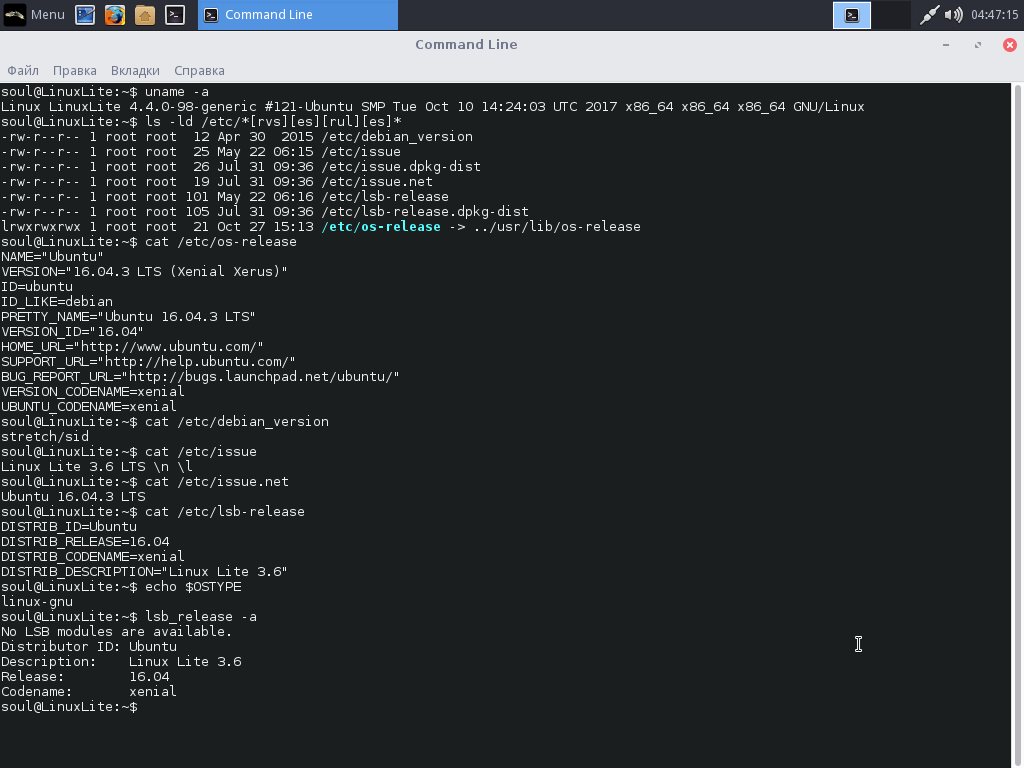 Menu
Command Line
04:47:15
Command Line
Файл Правка Вкладки Справка
soul@LinuxLite:~$ uname -a
Linux LinuxLite 4.4.0-98-generic #121-Ubuntu SMP Tue Oct 10 14:24:03 UTC 2017 x86_64 x86_64 x86_64 GNU/Linux
soul@LinuxLite:~$ ls -ld /etc/*[rvs][es][rul][es]*
-rw-r--r-- 1 root root  12 Apr 30  2015 /etc/debian_version
-rw-r--r-- 1 root root  25 May 22 06:15 /etc/issue
-rw-r--r-- 1 root root  26 Jul 31 09:36 /etc/issue.dpkg-dist
-rw-r--r-- 1 root root  19 Jul 31 09:36 /etc/issue.net
-rw-r--r-- 1 root root 101 May 22 06:16 /etc/lsb-release
-rw-r--r-- 1 root root 105 Jul 31 09:36 /etc/lsb-release.dpkg-dist
lrwxrwxrwx 1 root root  21 Oct 27 15:13 /etc/os-release -> ../usr/lib/os-release
soul@LinuxLite:~$ cat /etc/os-release
NAME="Ubuntu"
VERSION="16.04.3 LTS (Xenial Xerus)"
ID=ubuntu
ID_LIKE=debian
PRETTY_NAME="Ubuntu 16.04.3 LTS"
VERSION_ID="16.04"
HOME_URL="http://www.ubuntu.com/"
SUPPORT_URL="http://help.ubuntu.com/"
BUG_REPORT_URL="http://bugs.launchpad.net/ubuntu/"
VERSION_CODENAME=xenial
UBUNTU_CODENAME=xenial
soul@LinuxLite:~$ cat /etc/debian_version
stretch/sid
soul@LinuxLite:~$ cat /etc/issue
Linux Lite 3.6 LTS \n \l
soul@LinuxLite:~$ cat /etc/issue.net
Ubuntu 16.04.3 LTS
soul@LinuxLite:~$ cat /etc/lsb-release
DISTRIB_ID=Ubuntu
DISTRIB_RELEASE=16.04
DISTRIB_CODENAME=xenial
DISTRIB_DESCRIPTION="Linux Lite 3.6"
soul@LinuxLite:~$ echo $OSTYPE
linux-gnu
soul@LinuxLite:~$ lsb_release -a
No LSB modules are available.
Distributor ID: Ubuntu
Description:    Linux Lite 3.6
Release:        16.04
Codename:       xenial
soul@LinuxLite:~$